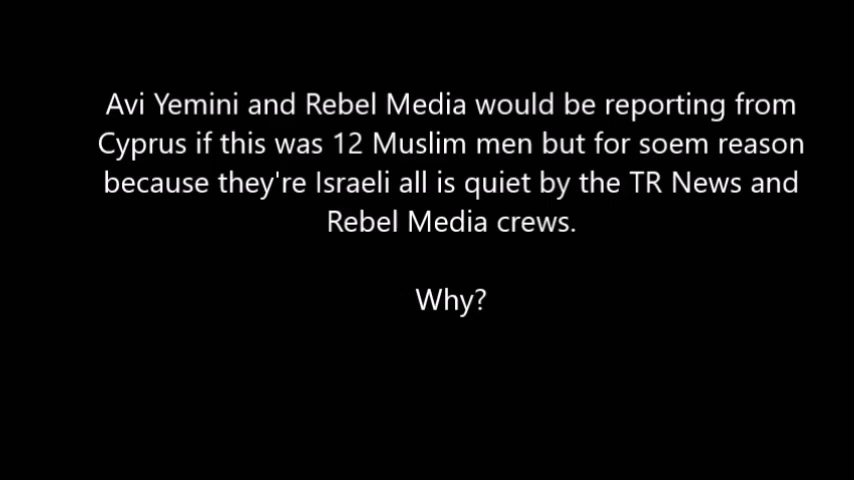 Avi Yemini and Rebel Media would be reporting from
Cyprus if this was 12 Muslim men but for soem reason
because they're Israeli all is quiet by the TR News and
Rebel Media crews.
Why?